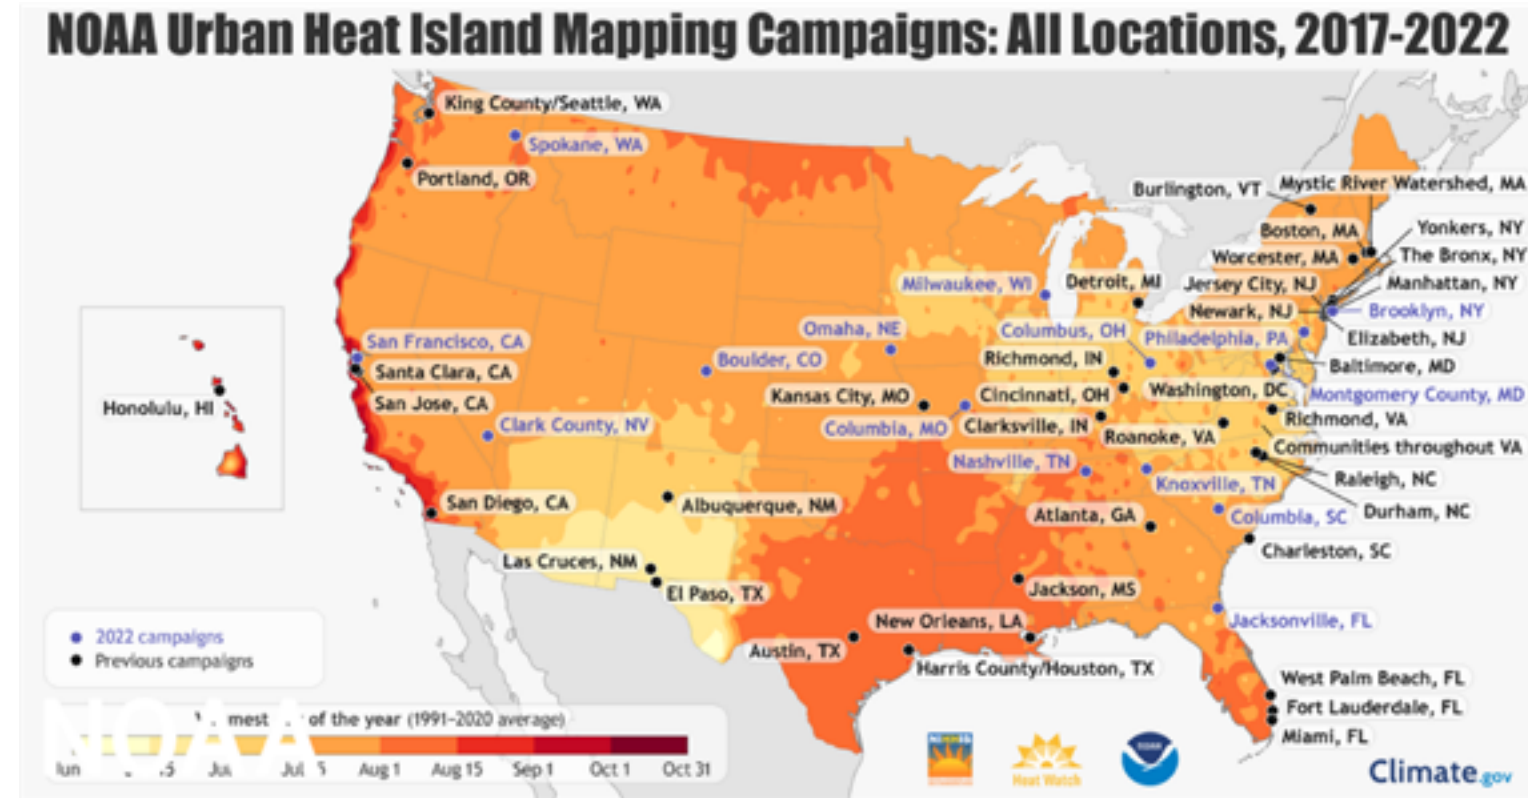 NOAA Urban Heat Island Mapping Campaigns: All Locations, 2017-2022
King County/Seattle, WA
Spokane, WA
Portland, OR
Burlington, VT
Mystic River Watershed, MA
Boston, MA
Yonkers, NY
Worcester, MA
The Bronx, NY
Milwaukee, WI
Detroit, MI
Jersey City, NJ
Manhattan, NY
Newark, NJ
Brooklyn, NY
Omaha, NE
Columbus, OH
Philadelphia, PA
Elizabeth, NJ
San Francisco, CA
Boulder, CO
Richmond, IN
Baltimore, MD
Santa Clara, CA
Kansas City, MO
Cincinnati, OH
Washington, DC
Montgomery County, MD
San Jose, CA
Honolulu, HI
Clark County, NV
Columbia, MO
Clarksville, IN
Roanoke, VA
Richmond, VA
Communities throughout VA
Nashville, TN
Knoxville, TN
Raleigh, NC
San Diego, CA
Albuquerque, NM
Atlanta, GA
Columbia, SC
Durham, NC
Charleston, SC
Las Cruces, NM
El Paso, TX
Jackson, MS
New Orleans, LA
Jacksonville, FL
Austin, TX
Harris County/Houston, TX
West Palm Beach, FL
Fort Lauderdale, FL
Miami, FL
2022 campaigns
Previous campaigns
of the year (1991-2020 average)
NOAA
Aug 1 Aug 15 Sep 1 Oct 1 Oct 31
NIHHIS
Heat Watch
NOAA
Climate.gov